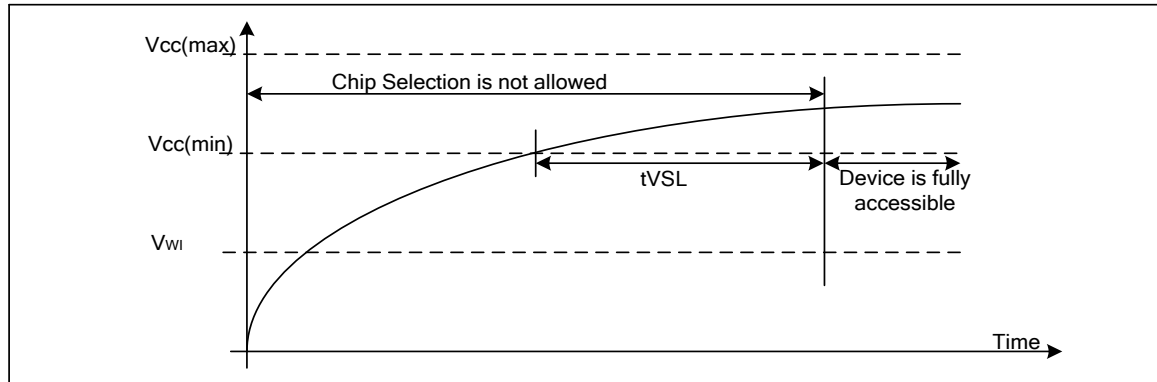 Vcc(max)
Chip Selection is not allowed
Vcc(min)
tVSL
Device is fully
accessible
VWI
Time